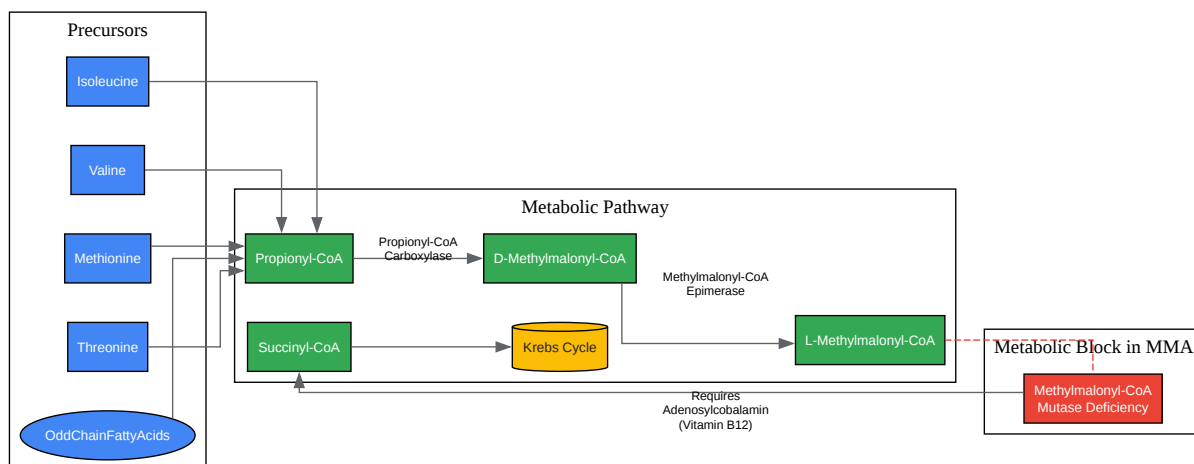 Precursors
Isoleucine
Valine
Methionine
Threonine
OddChainFattyAcids
Metabolic Pathway
Propionyl-CoA
Propionyl-CoA
Carboxylase
D-Methylmalonyl-CoA
Methylmalonyl-CoA
Epimerase
Succinyl-CoA
Krebs Cycle
L-Methylmalonyl-CoA
Requires
Adenosylcobalamin
(Vitamin B12)
Metabolic Block in MMA
Methylmalonyl-CoA
Mutase Deficiency